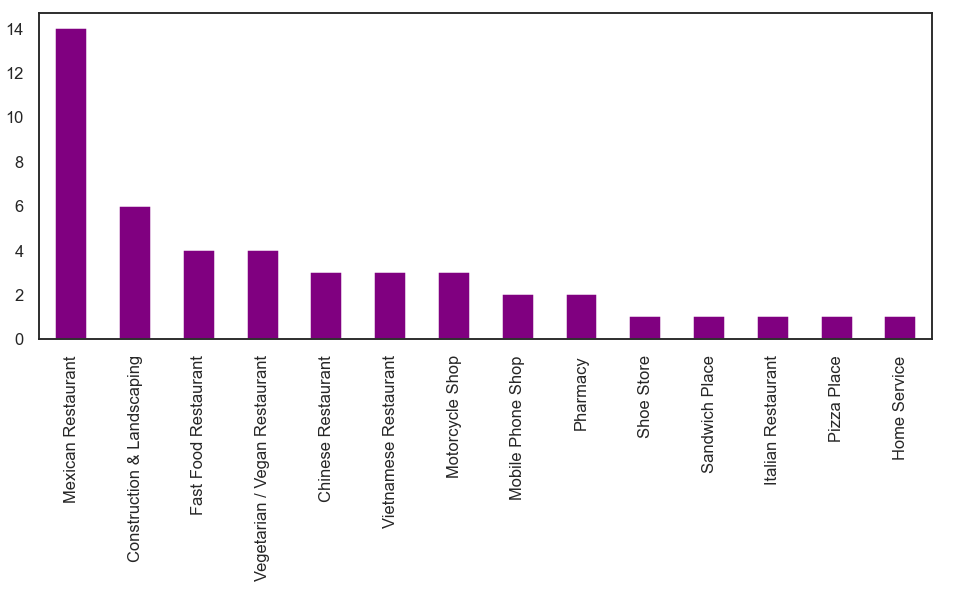 14
12
10
8
6
4
2
0
Mexican Restaurant
Construction & Landscaping
Fast Food Restaurant
Vegetarian / Vegan Restaurant
Chinese Restaurant
Vietnamese Restaurant
Motorcycle Shop
Mobile Phone Shop
Pharmacy
Shoe Store
Sandwich Place
Italian Restaurant
Pizza Place
Home Service